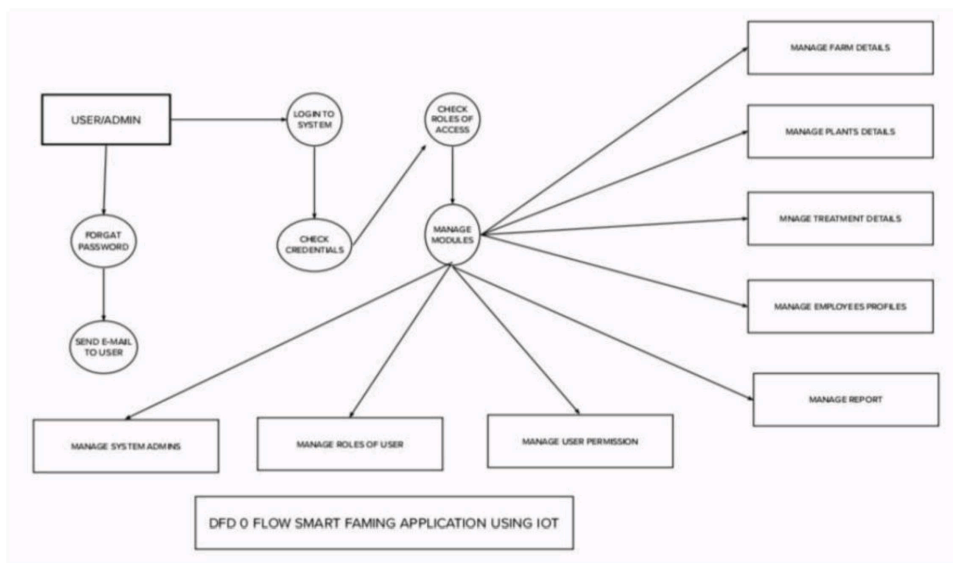 MANAGE FARM DETAILS
USER/ADMIN
LOGIN TO
SYSTEM
CHECK
ROLES OF
ACCESS
MANAGE PLANTS DETAILS
FORGAT
PASSWORD
CHECK
CREDENTIALS
MANAGE
MODULES
MNAGE TREATMENT DETAILS
MANAGE EMPLOYEES PROFILES
SEND E-MAIL
TO USER
MANAGE REPORT
MANAGE SYSTEM ADMINS
MANAGE ROLES OF USER
MANAGE USER PERMISSION
DFD 0 FLOW SMART FAMING APPLICATION USING IOT